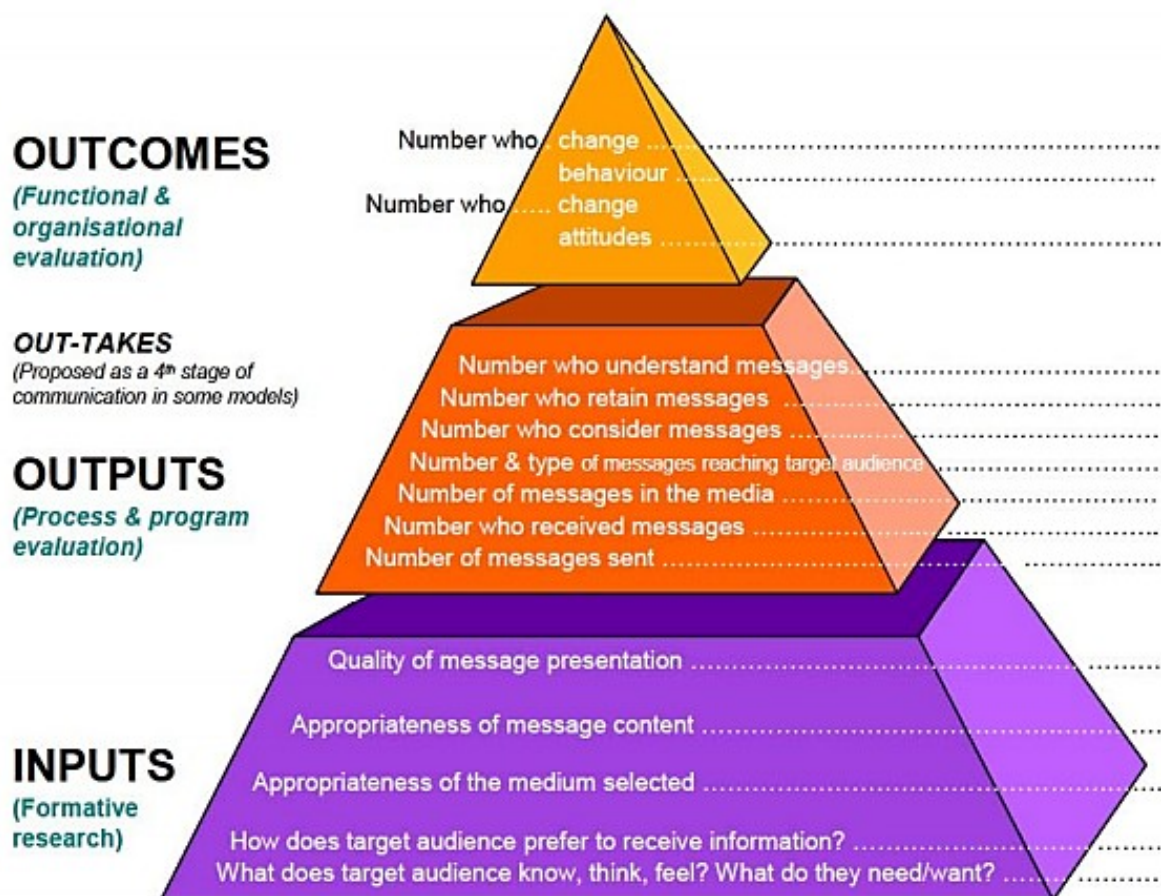 OUTCOMES
(Functional &
organisational
evaluation)
Number who . change ..........
behaviour ..........
Number who ..... change
attitudes ..........
OUT-TAKES
(Proposed as a 4th stage of
communication in some models)
OUTPUTS
(Process & program
evaluation)
Number who understand messages ..........
Number who retain messages ..........
Number who consider messages ..........
Number & type of messages reaching target audience ..........
Number of messages in the media ..........
Number who received messages ..........
Number of messages sent ..........
INPUTS
(Formative
research)
Quality of message presentation ..........
Appropriateness of message content ..........
Appropriateness of the medium selected ..........
How does target audience prefer to receive information? ..........
What does target audience know, think, feel? What do they need/want? ..........